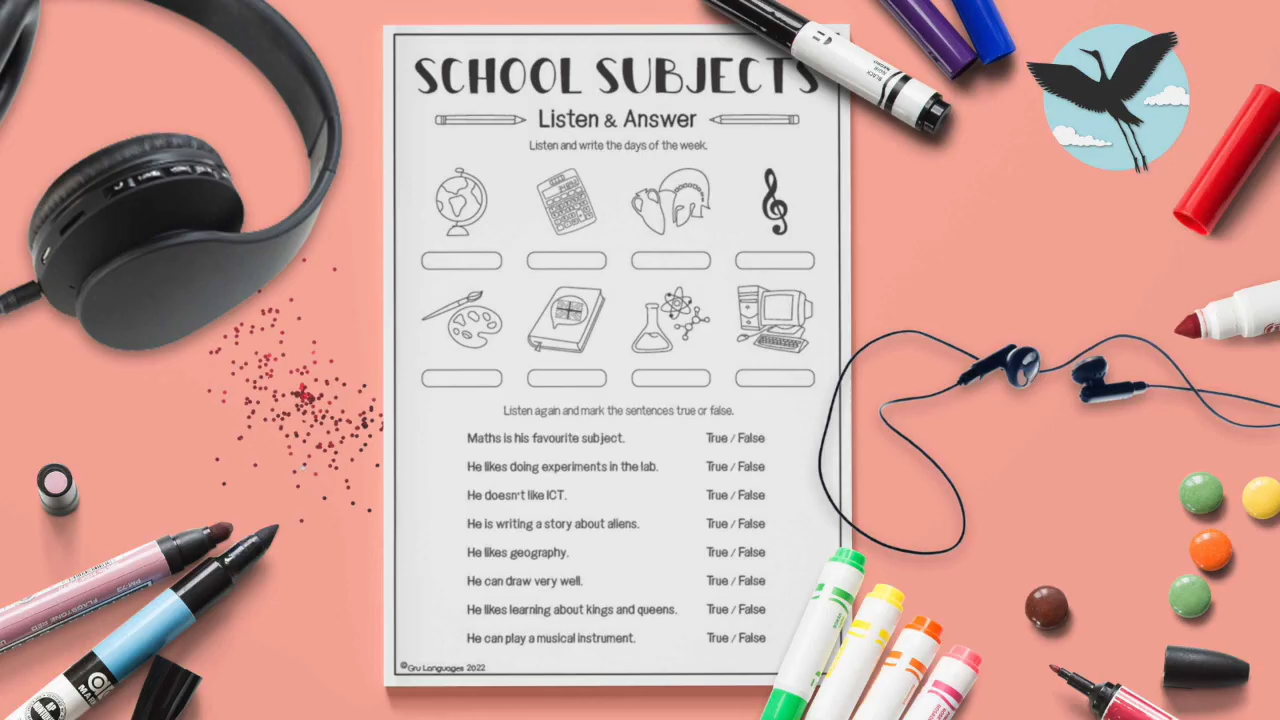 SCHOOL SUBJECTS
Listen & Answer
Listen and write the days of the week.
Listen again and mark the sentences true or false.
Maths is his favourite subject. True / False
He likes doing experiments in the lab. True / False
He doesn't like ICT. True / False
He is writing a story about aliens. True / False
He likes geography. True / False
He can draw very well. True / False
He likes learning about kings and queens. True / False
He can play a musical instrument. True / False
©Gru Languages 2022
BLACK